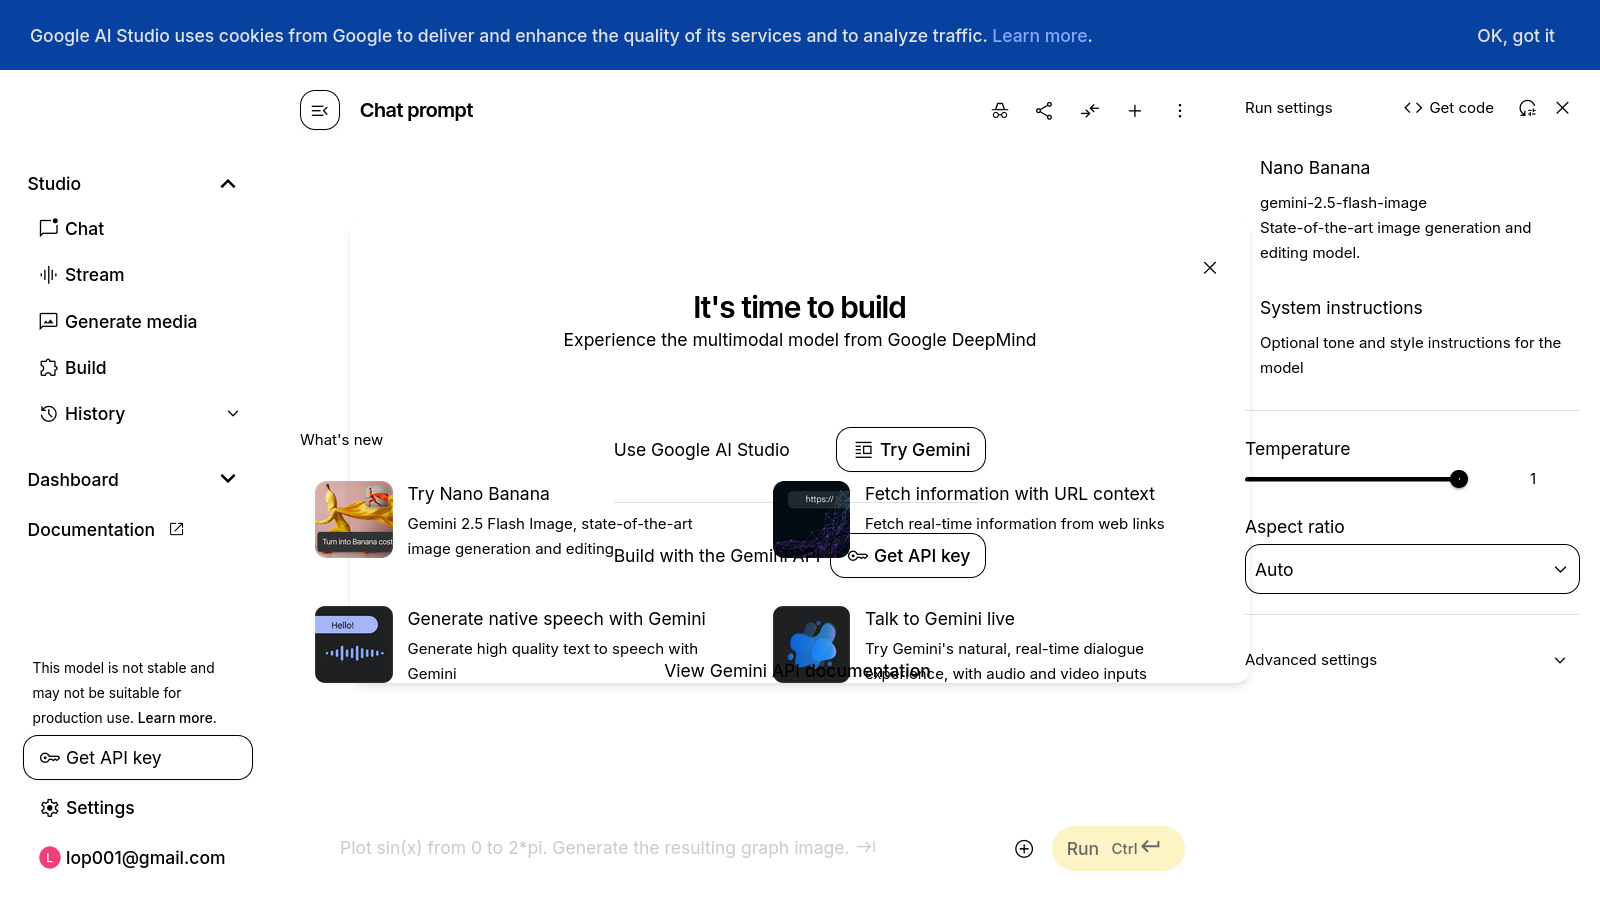 Google AI Studio uses cookies from Google to deliver and enhance the quality of its services and to analyze traffic. Learn more.
OK, got it
Chat prompt
Studio
Chat
Stream
Generate media
Build
History
Dashboard
Documentation
This model is not stable and
may not be suitable for
production use. Learn more.
Get API key
Settings
L
lop001@gmail.com
It's time to build
Experience the multimodal model from Google DeepMind
Use Google AI Studio
Try Gemini
Build with the Gemini API
Get API key
View Gemini API documentation
What's new
Turn into Banana cost
Try Nano Banana
Gemini 2.5 Flash Image, state-of-the-art
image generation and editing
https://
Fetch information with URL context
Fetch real-time information from web links
Hello!
Generate native speech with Gemini
Generate high quality text to speech with
Gemini
Talk to Gemini live
Try Gemini's natural, real-time dialogue
experience, with audio and video inputs
Plot sin(x) from 0 to 2*pi. Generate the resulting graph image.
Run Ctrl
Run settings
Get code
Nano Banana
gemini-2.5-flash-image
State-of-the-art image generation and
editing model.
System instructions
Optional tone and style instructions for the
model
Temperature
1
Aspect ratio
Auto
Advanced settings